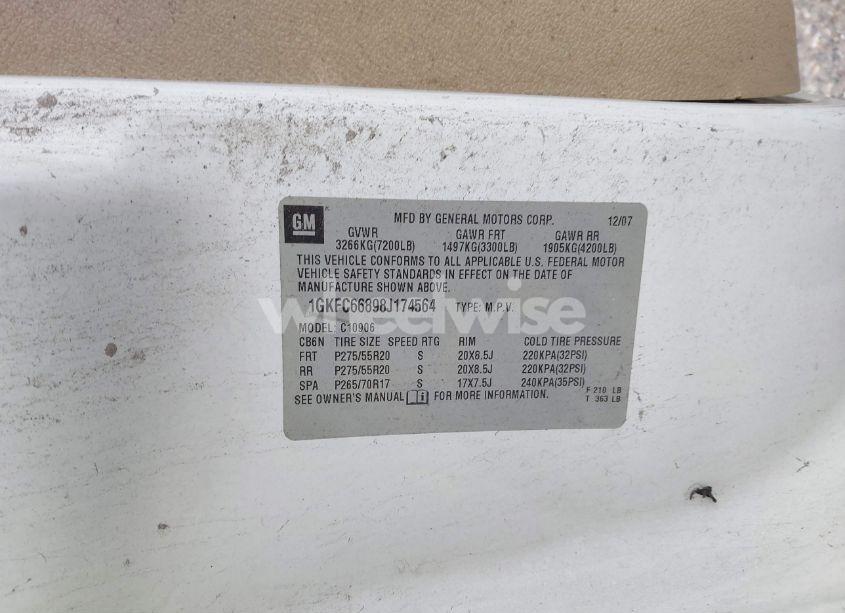 GM
MFD BY GENERAL MOTORS CORP. 12/07
GVWR GAWR FRT GAWR RR
3266KG(7200LB) 1497KG(3300LB) 1905KG(4200LB)
THIS VEHICLE CONFORMS TO ALL APPLICABLE U.S. FEDERAL MOTOR
VEHICLE SAFETY STANDARDS IN EFFECT ON THE DATE OF
MANUFACTURE SHOWN ABOVE.
1GKFC66898J174564 TYPE: M.P.V.
wheelwise
MODEL: C10906
CB6N TIRE SIZE SPEED RTG RIM COLD TIRE PRESSURE
FRT P275/55R20 S 20X8.5J 220KPA(32PSI)
RR P275/55R20 S 20X8.5J 220KPA(32PSI)
SPA P265/70R17 S 17X7.5J 240KPA(35PSI)
F 210 LB
T 363 LB
SEE OWNER'S MANUAL i FOR MORE INFORMATION.